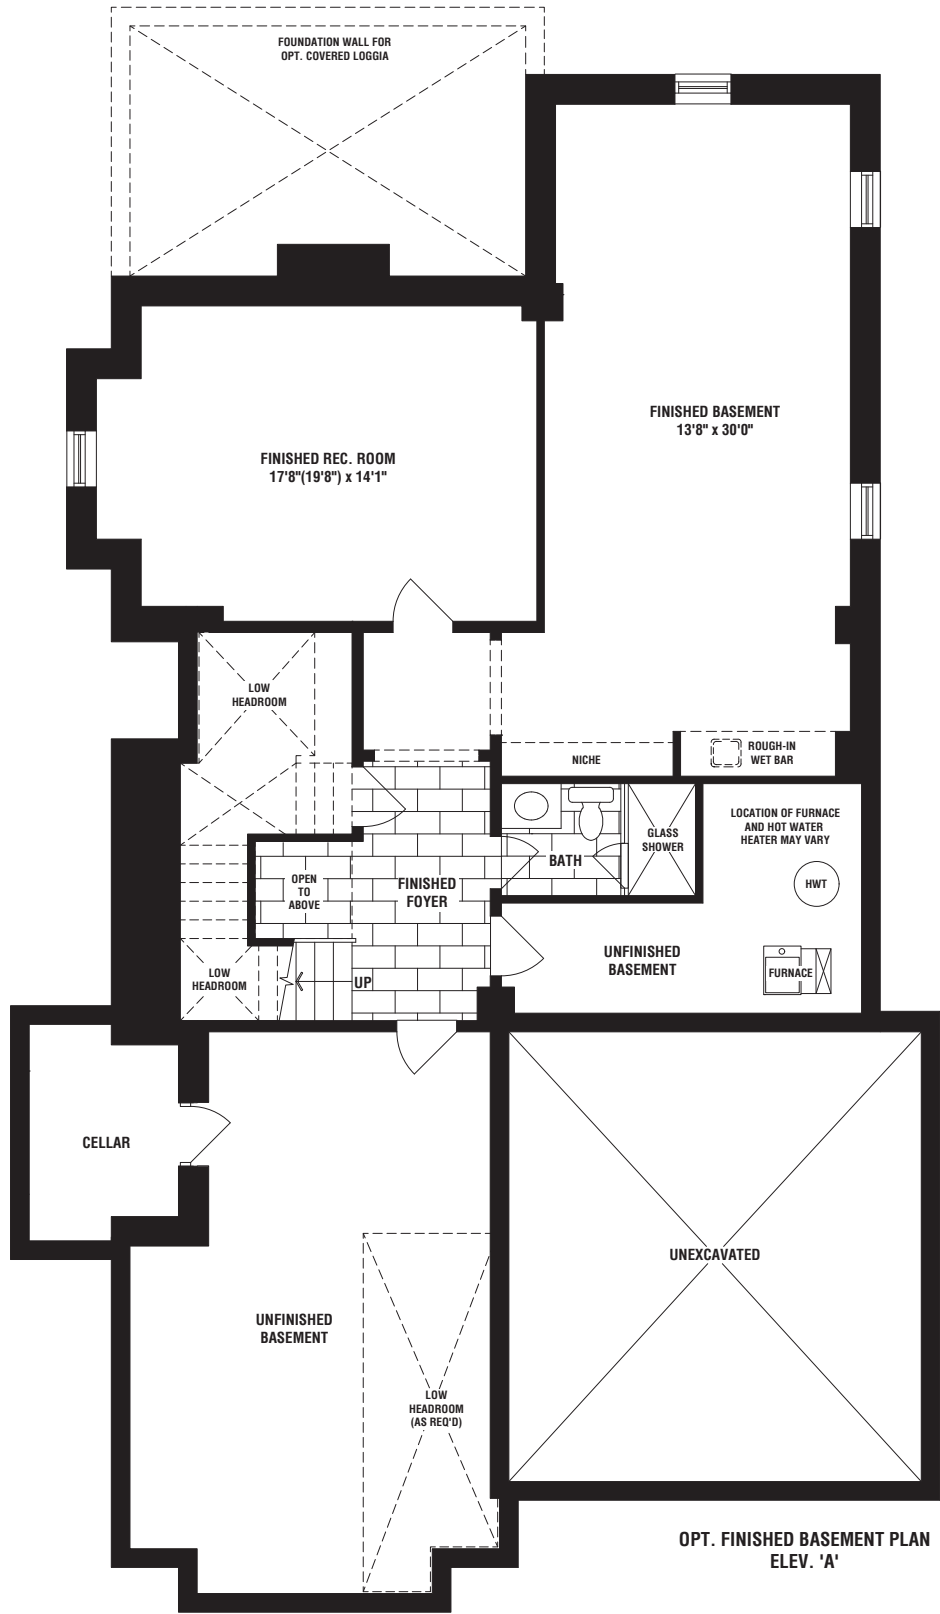 FOUNDATION WALL FOR
OPT. COVERED LOGGIA
FINISHED BASEMENT
13'8" x 30'0"
FINISHED REC. ROOM
17'8"(19'8") x 14'1"
LOW
HEADROOM
NICHE
ROUGH-IN
WET BAR
LOCATION OF FURNACE
AND HOT WATER
HEATER MAY VARY
GLASS
SHOWER
BATH
HWT
OPEN
TO
ABOVE
FINISHED
FOYER
UNFINISHED
BASEMENT
LOW
HEADROOM
UP
FURNACE
CELLAR
UNEXCAVATED
UNFINISHED
BASEMENT
LOW
HEADROOM
(AS REQ'D)
OPT. FINISHED BASEMENT PLAN
ELEV. 'A'